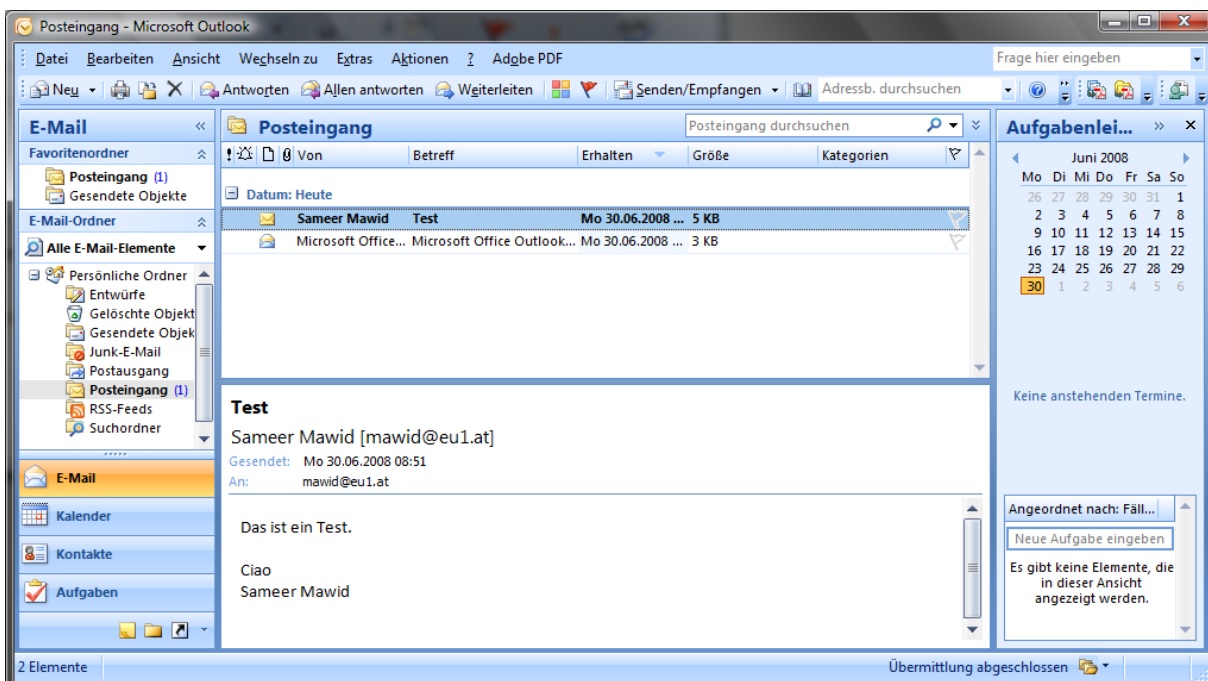 Posteingang - Microsoft Outlook
Datei Bearbeiten Ansicht Wechseln zu Extras Aktionen ? Adobe PDF
Frage hier eingeben
Neu Antworten Allen antworten Weiterleiten Senden/Empfangen Adressb. durchsuchen
E-Mail
Favoritenordner
Posteingang (1)
Gesendete Objekte
E-Mail-Ordner
Alle E-Mail-Elemente
Persönliche Ordner
Entwürfe
Gelöschte Objekt
Gesendete Objek
Junk-E-Mail
Postausgang
Posteingang (1)
RSS-Feeds
Suchordner
E-Mail
Kalender
Kontakte
Aufgaben
Posteingang
Posteingang durchsuchen
Von Betreff Erhalten Größe Kategorien
Datum: Heute
Sameer Mawid Test Mo 30.06.2008 ... 5 KB
Microsoft Office... Microsoft Office Outlook... Mo 30.06.2008 ... 3 KB
Test
Sameer Mawid [mawid@eu1.at]
Gesendet: Mo 30.06.2008 08:51
An: mawid@eu1.at
Das ist ein Test.
Ciao
Sameer Mawid
Aufgabenlei...
Juni 2008
Mo Di Mi Do Fr Sa So
26 27 28 29 30 31 1
2 3 4 5 6 7 8
9 10 11 12 13 14 15
16 17 18 19 20 21 22
23 24 25 26 27 28 29
30 1 2 3 4 5 6
Keine anstehenden Termine.
Angeordnet nach: Fäll...
Neue Aufgabe eingeben
Es gibt keine Elemente, die
in dieser Ansicht
angezeigt werden.
2 Elemente
Übermittlung abgeschlossen